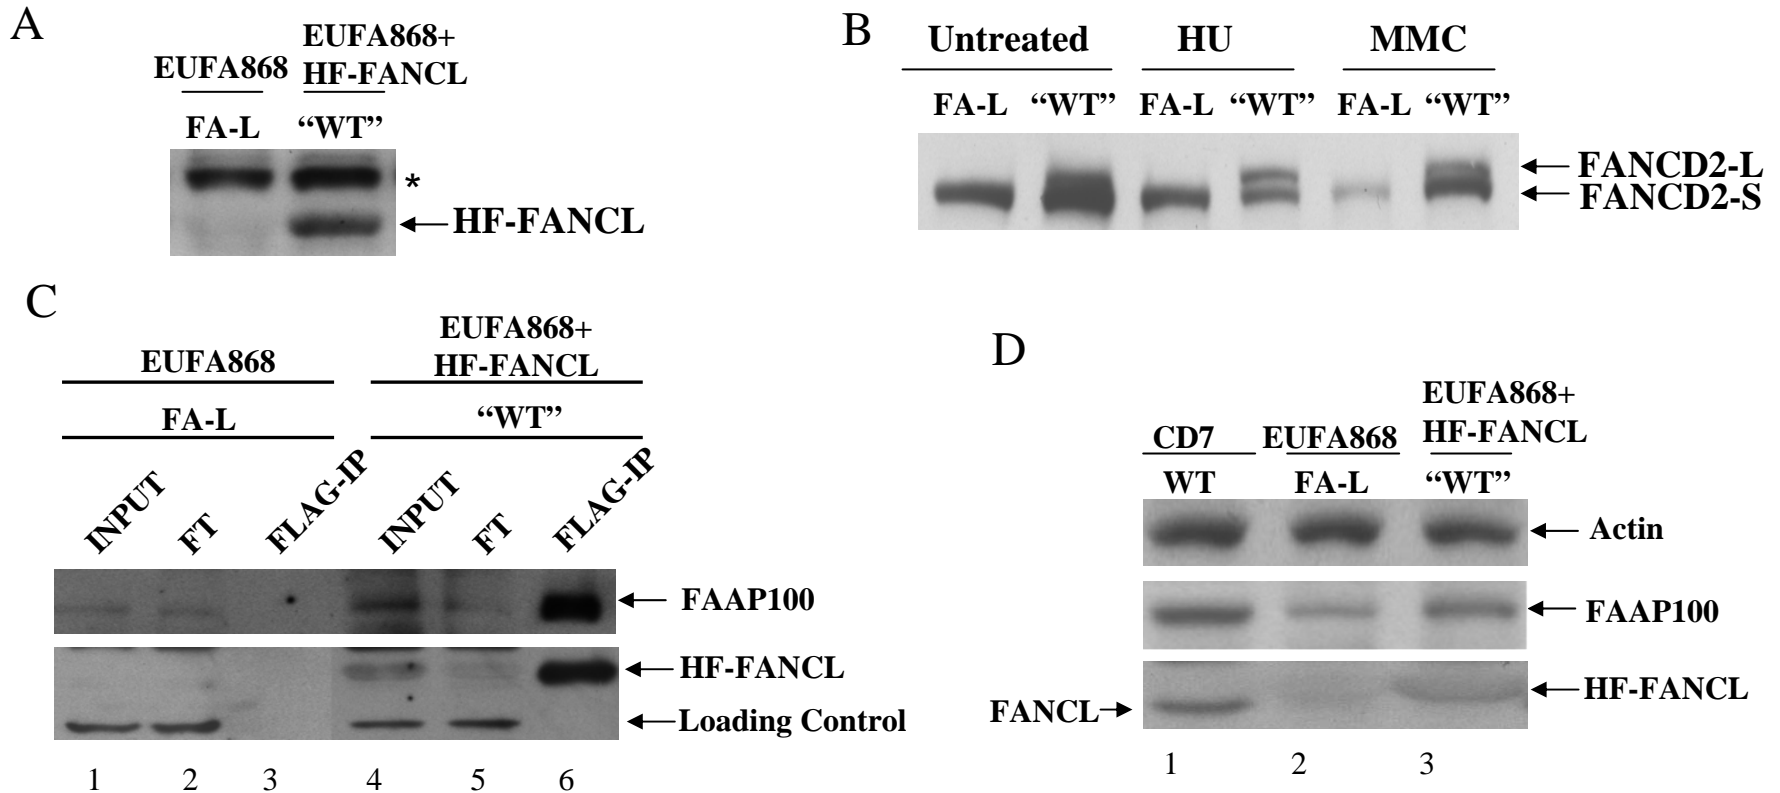 A
EUFA868
EUFA868+
HF-FANCL
FA-L
“WT”
*
HF-FANCL
B
Untreated
HU
MMC
FA-L “WT” FA-L “WT” FA-L “WT”
FANCD2-L
FANCD2-S
C
EUFA868
EUFA868+
HF-FANCL
FA-L
“WT”
INPUT
FT
FLAG-IP
INPUT
FT
FLAG-IP
FAAP100
HF-FANCL
Loading Control
1 2 3 4 5 6
D
CD7
EUFA868
EUFA868+
HF-FANCL
WT
FA-L
“WT”
Actin
FAAP100
FANCL
HF-FANCL
1 2 3